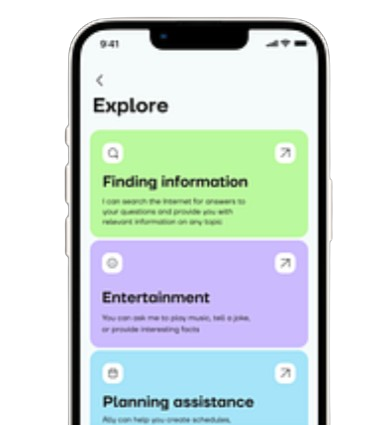 9:41
Explore
Finding information
I can search the Internet for answers to
your questions and provide you with
relevant information on any topic
Entertainment
You can ask me to play music, tell a joke,
or provide interesting facts
Planning assistance
Ally can help you create schedules,